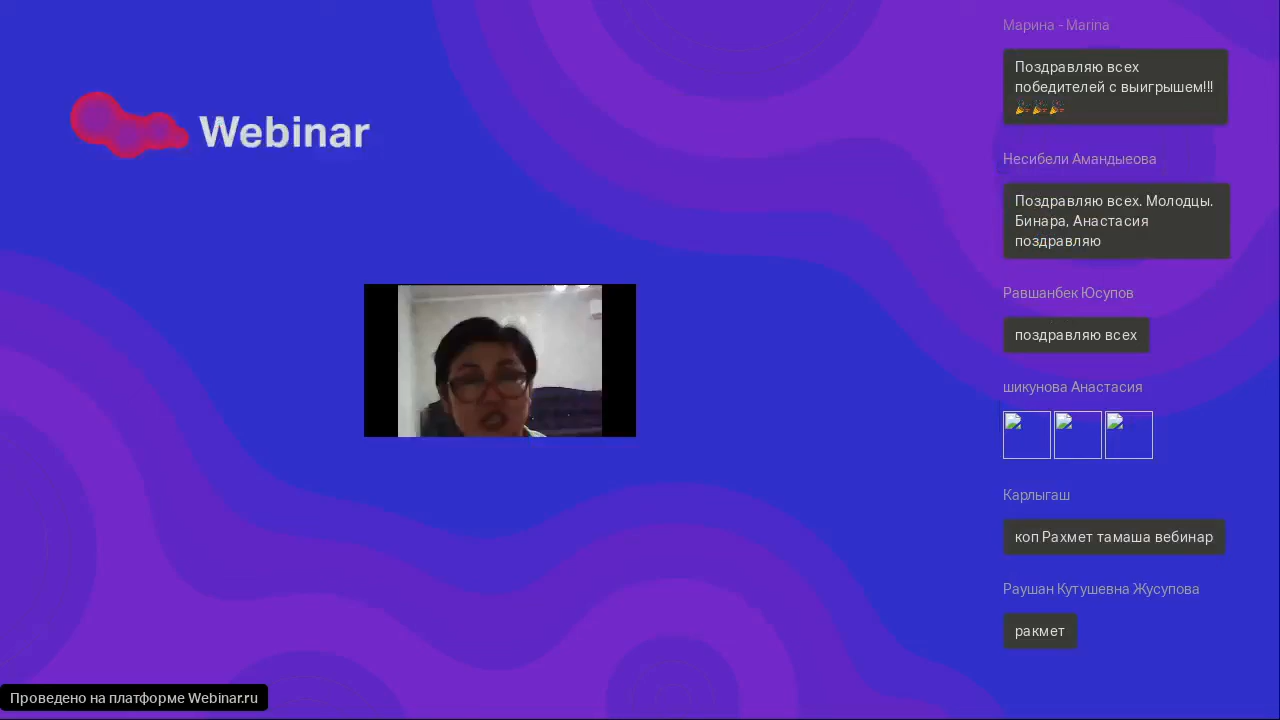 Webinar
Марина - Marina
Поздравляю всех
победителей с выигрышем!!!
🎉🎉🎉
Несибели Амандыеова
Поздравляю всех. Молодцы.
Бинара, Анастасия
поздравляю
Равшанбек Юсупов
поздравляю всех
шикунова Анастасия
Карлыгаш
коп Рахмет тамаша вебинар
Раушан Кутушевна Жусупова
ракмет
Проведено на платформе Webinar.ru